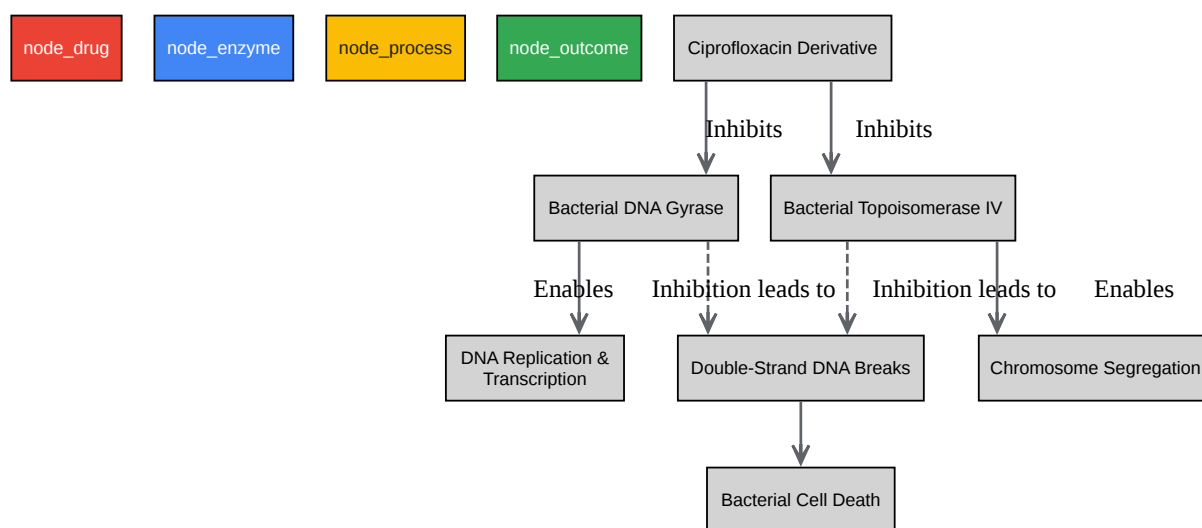 node_drug
node_enzyme
node_process
node_outcome
Ciprofloxacin Derivative
Inhibits
Inhibits
Bacterial DNA Gyrase
Bacterial Topoisomerase IV
Enables
Inhibition leads to
Inhibition leads to
Enables
DNA Replication &
Transcription
Double-Strand DNA Breaks
Chromosome Segregation
Bacterial Cell Death